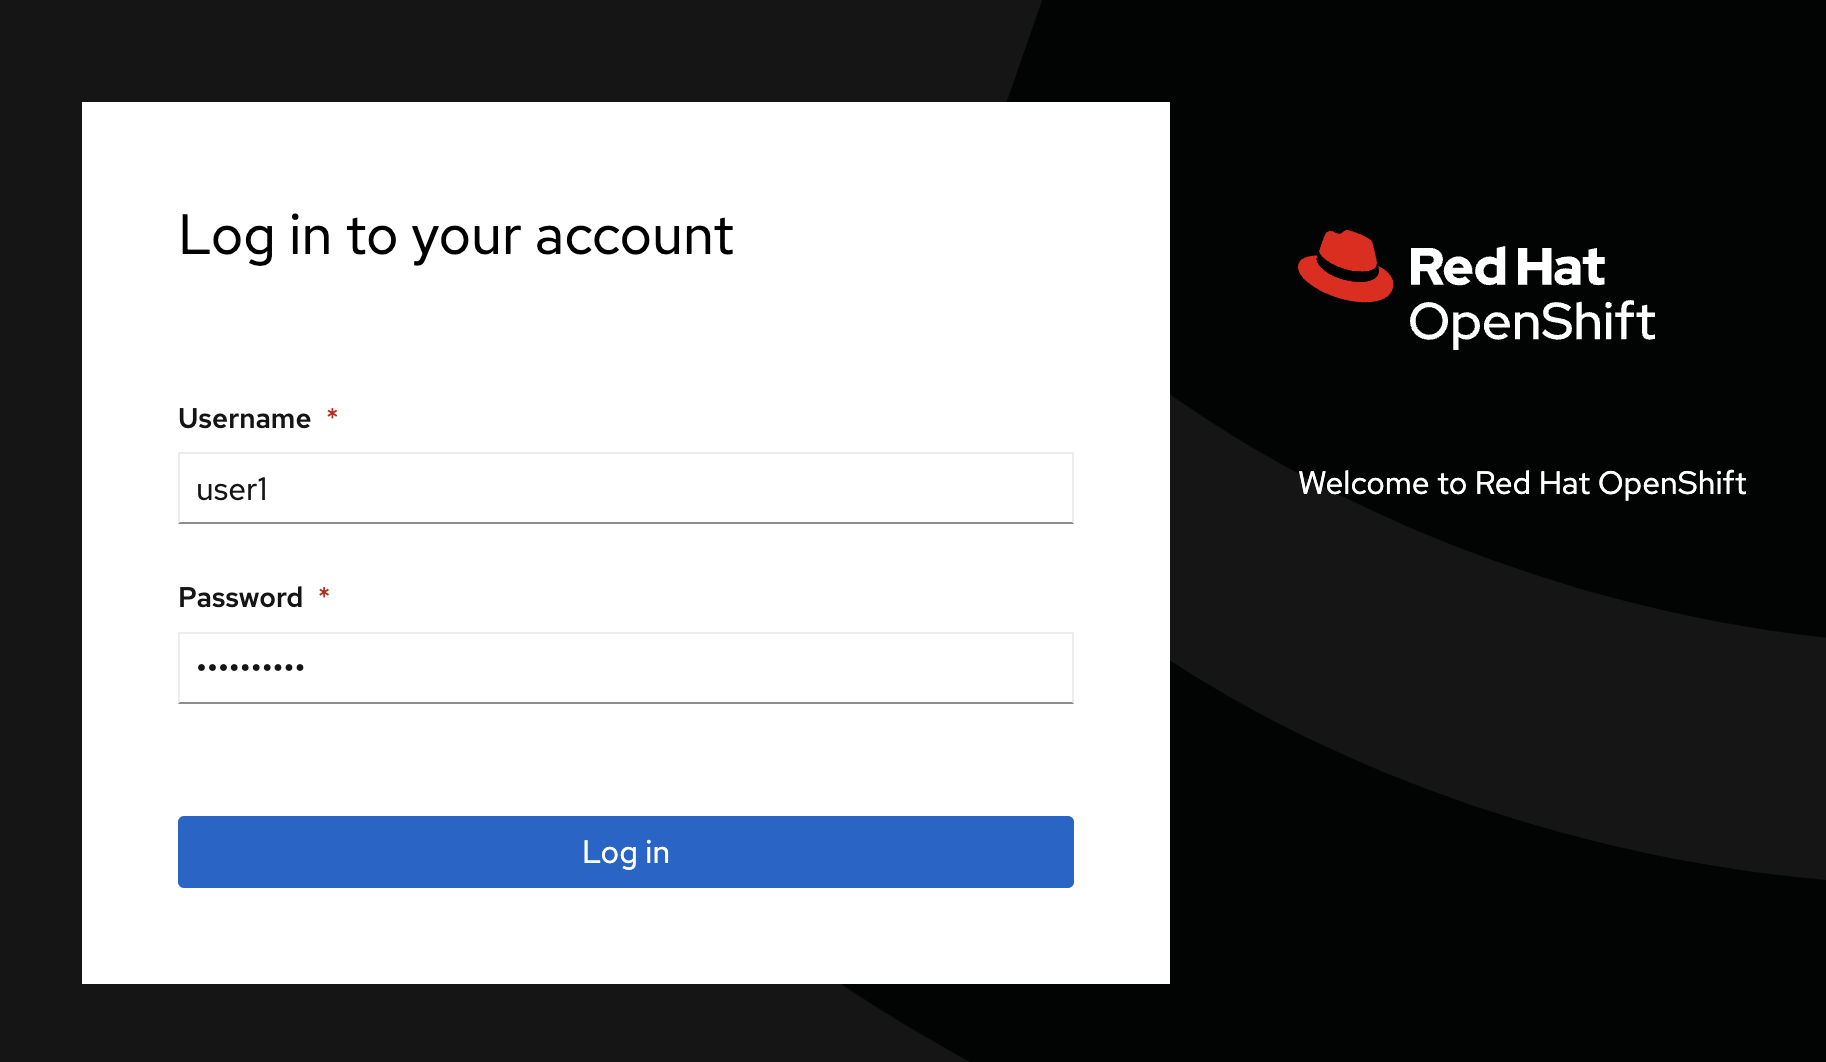 Log in to your account
Username *
user1
Password *
••••••••••
Log in
Red Hat
OpenShift
Welcome to Red Hat OpenShift